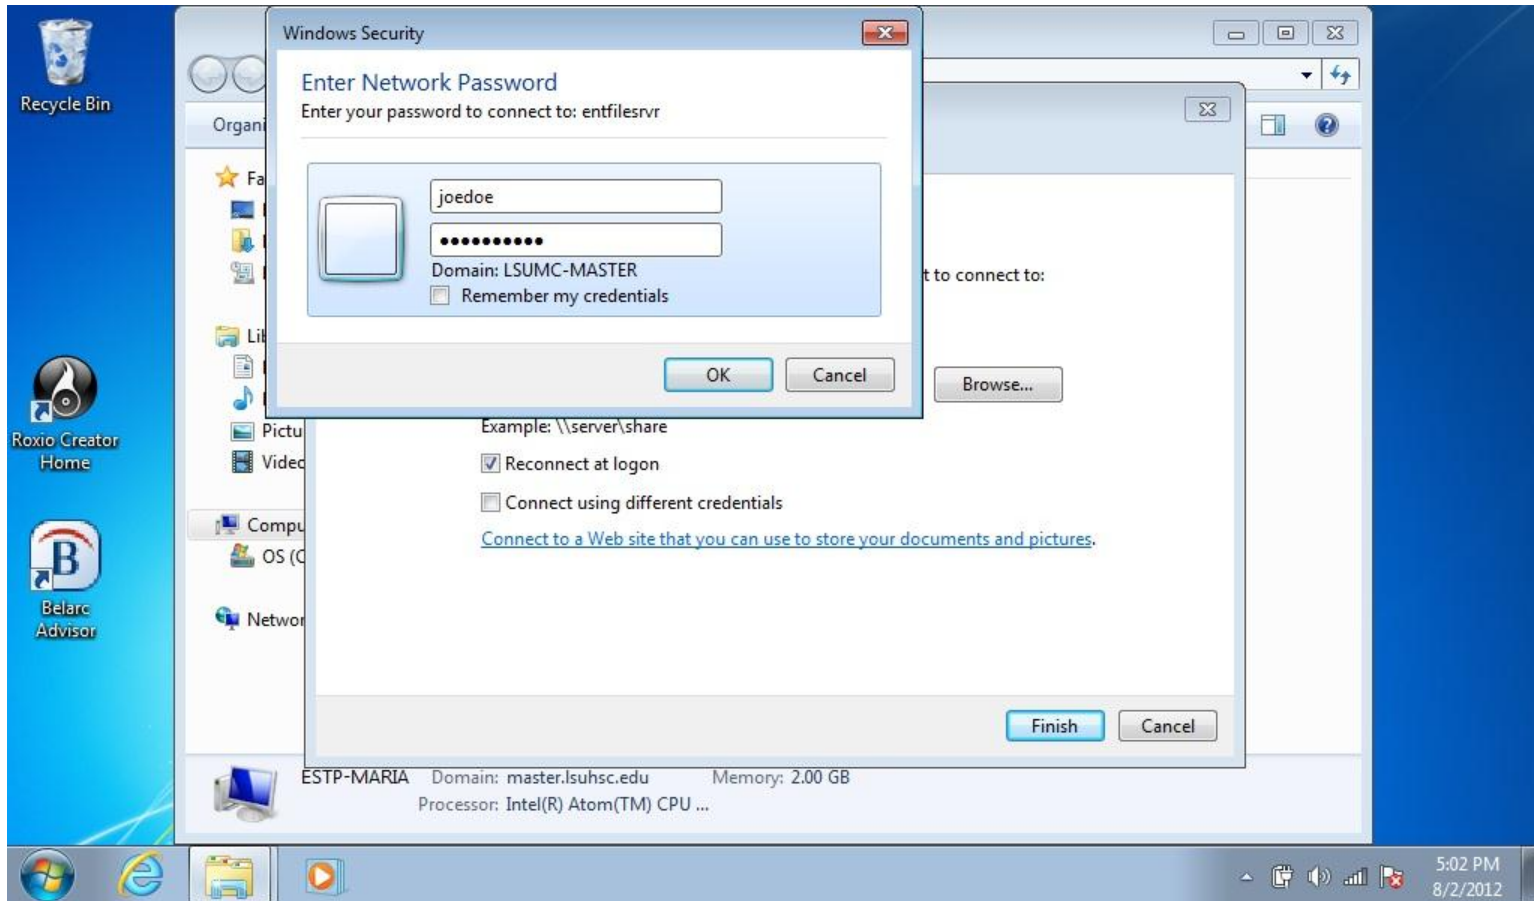 Recycle Bin
Roxio Creator
Home
Belarc
Advisor
Windows Security
Enter Network Password
Enter your password to connect to: entfilesrvr
joedoe
Domain: LSUMC-MASTER
Remember my credentials
OK
Cancel
Organi
Fa
Lib
Pictu
Videc
Compu
OS (C
Networ
t to connect to:
Browse...
Example: \\server\share
Reconnect at logon
Connect using different credentials
Connect to a Web site that you can use to store your documents and pictures.
Finish
Cancel
ESTP-MARIA Domain: master.lsuhsc.edu Memory: 2.00 GB
Processor: Intel(R) Atom(TM) CPU ...
5:02 PM
8/2/2012